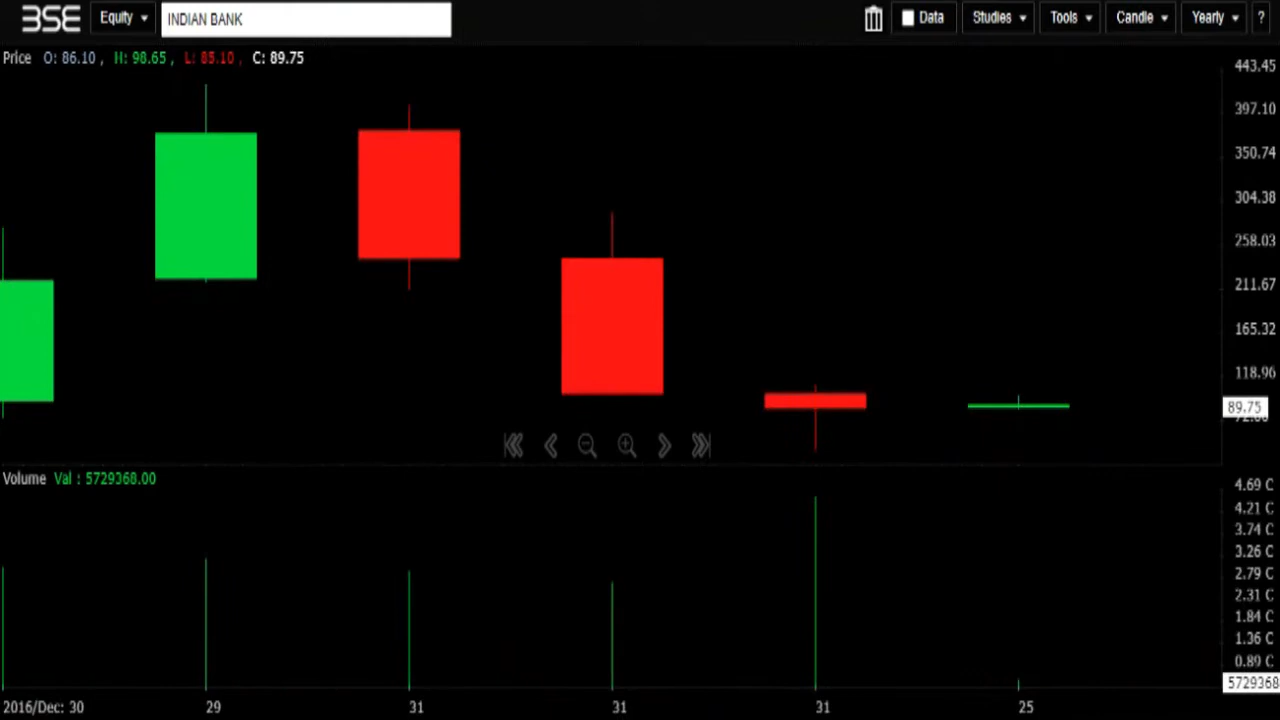 BSE Equity INDIAN BANK Data Studies Tools Candle Yearly ?
Price O: 86.10 , H: 98.65 , L: 85.10 , C: 89.75
443.45
397.10
350.74
304.38
258.03
211.67
165.32
118.96
89.75
Volume Val : 5729368.00
4.69 C
4.21 C
3.74 C
3.26 C
2.79 C
2.31 C
1.84 C
1.36 C
0.89 C
5729368
2016/Dec: 30 29 31 31 31 25